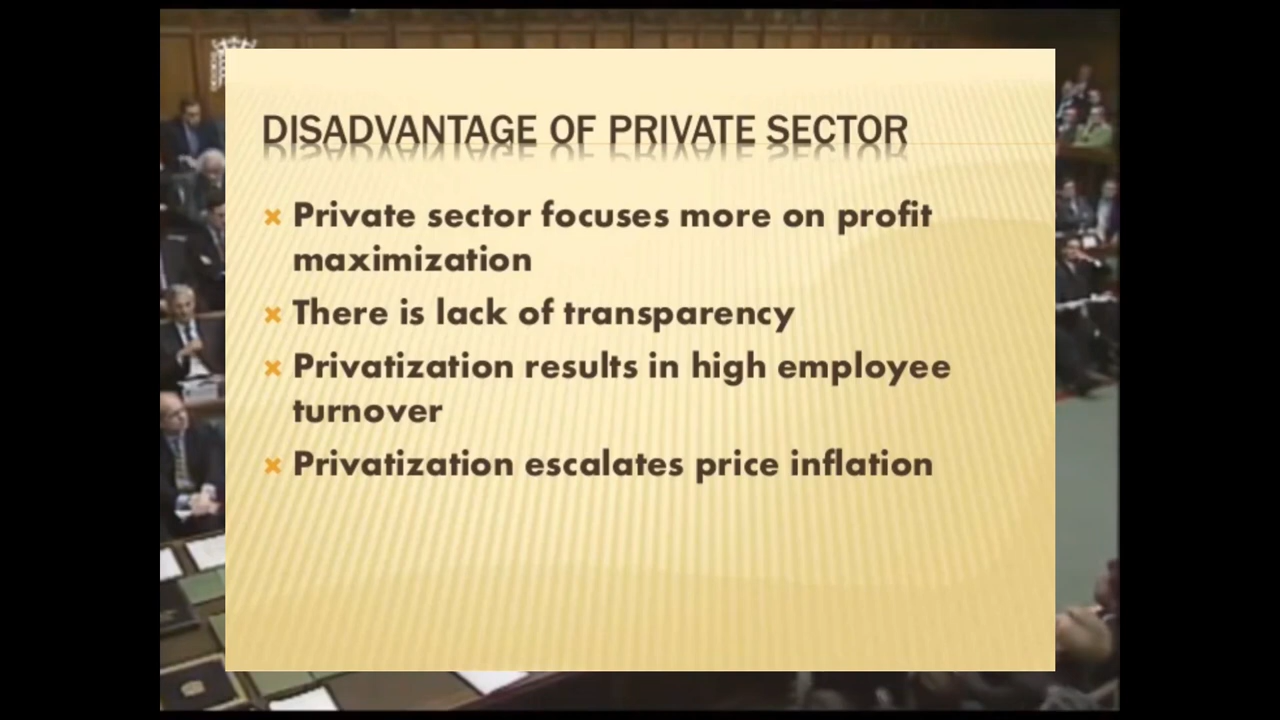 DISADVANTAGE OF PRIVATE SECTOR
Private sector focuses more on profit
maximization
There is lack of transparency
Privatization results in high employee
turnover
Privatization escalates price inflation